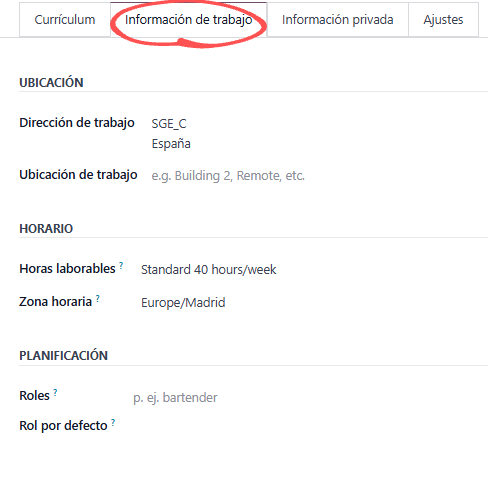 Currículum Información de trabajo Información privada Ajustes
UBICACIÓN
Dirección de trabajo SGE_C
España
Ubicación de trabajo e.g. Building 2, Remote, etc.
HORARIO
Horas laborables ? Standard 40 hours/week
Zona horaria ? Europe/Madrid
PLANIFICACIÓN
Roles ? p. ej. bartender
Rol por defecto ?